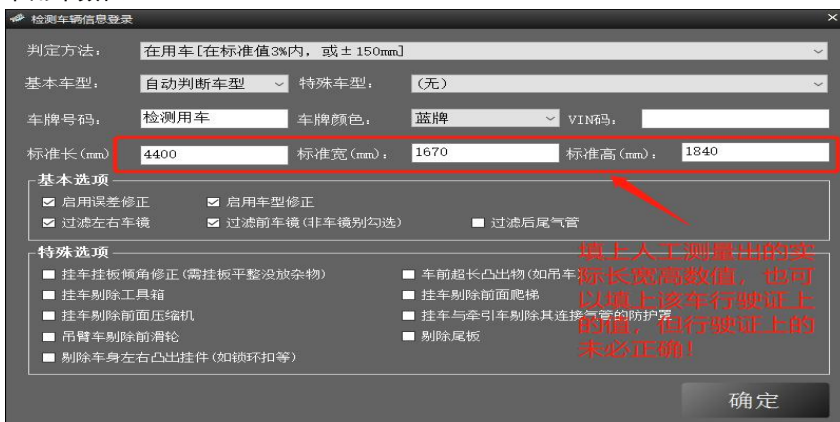 检测车辆信息登录
判定方法： 在用车[在标准值3%内，或±150mm]
基本车型： 自动判断车型 特殊车型： (无)
车牌号码： 检测用车 车牌颜色： 蓝牌 VIN码：
标准长(mm) 4400 标准宽(mm)： 1670 标准高(mm)： 1840
基本选项
启用误差修正 启用车型修正
过滤左右车镜 过滤前车镜(非车镜别勾选) 过滤后尾气管
特殊选项
挂车挂板倾角修正(需挂板平整没放杂物) 车前超长凸出物(如吊车)
挂车剔除工具箱 挂车剔除前面爬梯
挂车剔除前面压缩机 挂车与牵引车剔除其连接气管的防护罩
吊臂车剔除前滑轮 剔除尾板
剔除车身左右凸出挂件(如锁环扣等)
填上人工测量出的实
际长宽高数值，也可
以填上该车行驶证上
的值，但行驶证上的
未必正确！
确定